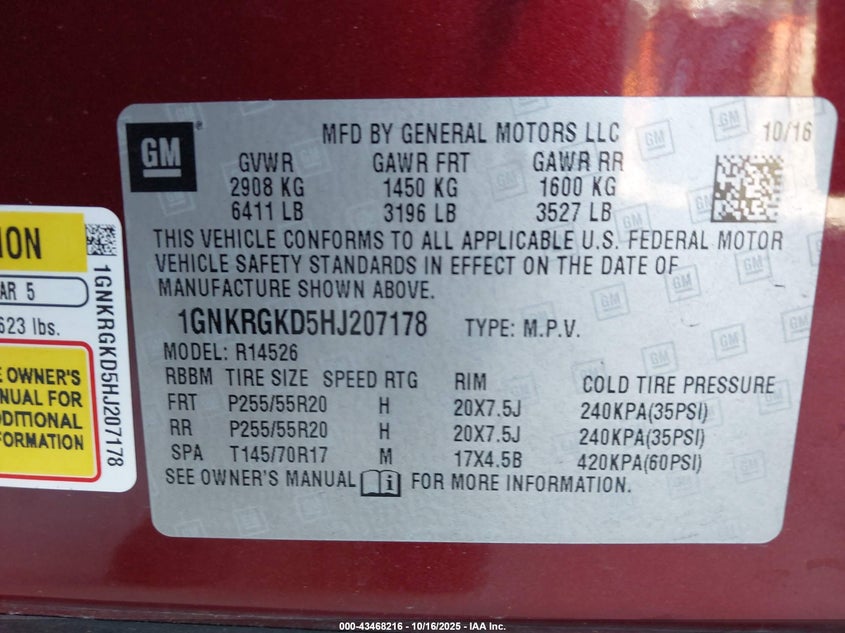 GM
®
MFD BY GENERAL MOTORS LLC 10/16
GVWR GAWR FRT GAWR RR
2908 KG 1450 KG 1600 KG
6411 LB 3196 LB 3527 LB
THIS VEHICLE CONFORMS TO ALL APPLICABLE U.S. FEDERAL MOTOR
VEHICLE SAFETY STANDARDS IN EFFECT ON THE DATE OF
MANUFACTURE SHOWN ABOVE.
1GNKRGKD5HJ207178 TYPE: M.P.V.
MODEL: R14526
RBBM TIRE SIZE SPEED RTG RIM COLD TIRE PRESSURE
FRT P255/55R20 H 20X7.5J 240KPA(35PSI)
RR P255/55R20 H 20X7.5J 240KPA(35PSI)
SPA T145/70R17 M 17X4.5B 420KPA(60PSI)
SEE OWNER'S MANUAL i FOR MORE INFORMATION.
ION
AR 5
623 lbs.
E OWNER'S
NUAL FOR
DDITIONAL
FORMATION
1GNKRGKD5HJ207178
000-43468216 - 10/16/2025 - IAA Inc.